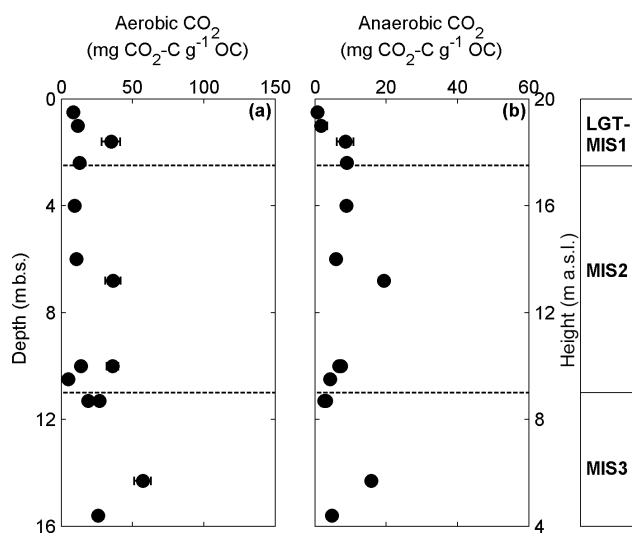 Aerobic CO2
(mg CO2-C g-1 OC)
0 50 100 150
Anaerobic CO2
(mg CO2-C g-1 OC)
0 20 40 60
(a)
(b)
Depth (m b.s.)
0
4
8
12
16
Height (m a.s.l.)
20
16
12
8
4
LGT-
MIS1
MIS2
MIS3